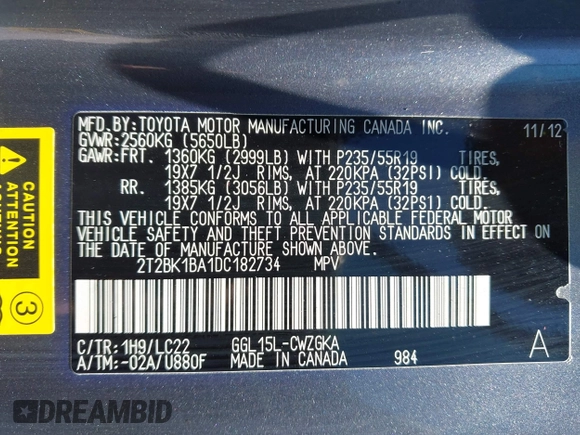 MFD.BY:TOYOTA MOTOR MANUFACTURING CANADA INC. 11/12
GVWR:2560KG (5650LB)
GAWR:FRT. 1360KG (2999LB) WITH P235/55R19 TIRES,
19X7 1/2J RIMS, AT 220KPA (32PSI) COLD.
RR. 1385KG (3056LB) WITH P235/55R19 TIRES,
19X7 1/2J RIMS, AT 220KPA (32PSI) COLD.
THIS VEHICLE CONFORMS TO ALL APPLICABLE FEDERAL MOTOR
VEHICLE SAFETY AND THEFT PREVENTION STANDARDS IN EFFECT ON
THE DATE OF MANUFACTURE SHOWN ABOVE.
2T2BK1BA1DC182734 MPV
C/TR:1H9/LC22 GGL15L-CWZGKA
A/TM:-02A/U880F MADE IN CANADA 984 A
CAUTION
ATTENTION
3
DREAMBID